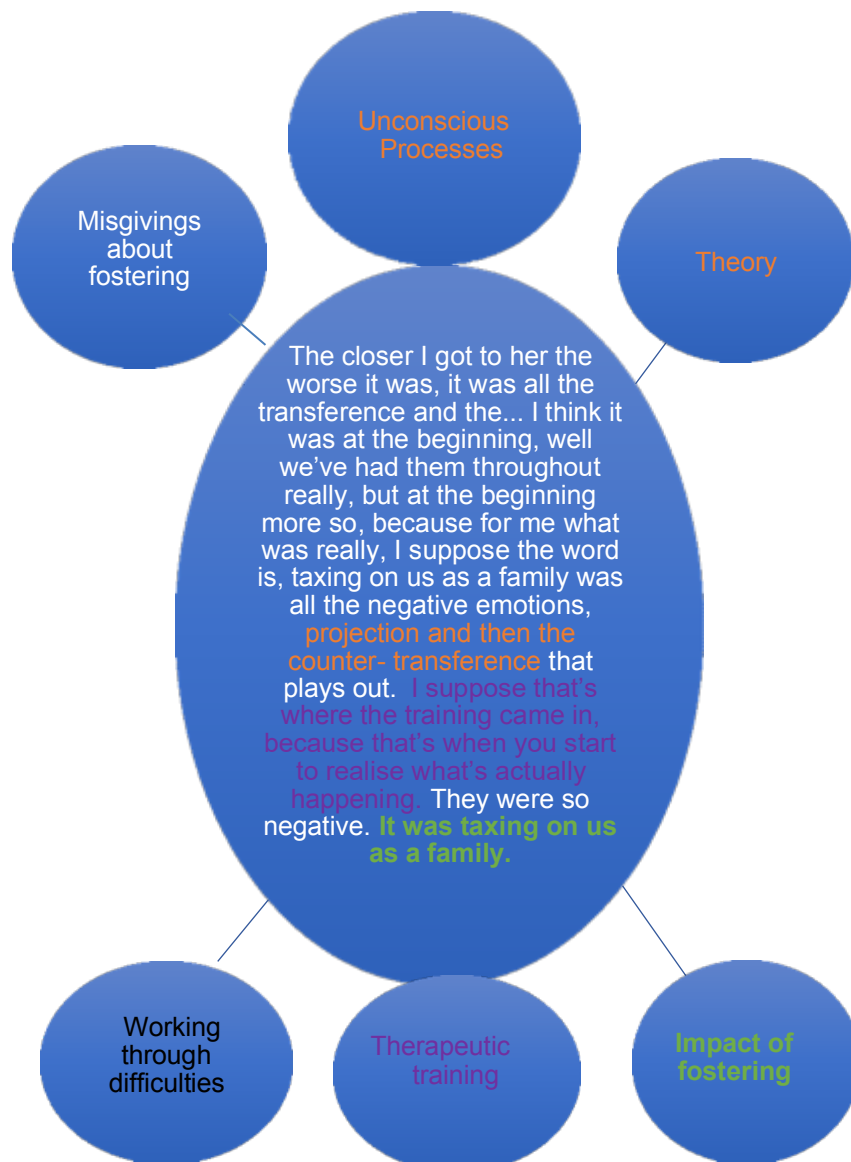 Unconscious
Processes
Misgivings
about
fostering
Theory
The closer I got to her the
worse it was, it was all the
transference and the... I think it
was at the beginning, well
we’ve had them throughout
really, but at the beginning
more so, because for me what
was really, I suppose the word
is, taxing on us as a family was
all the negative emotions,
projection and then the
counter- transference that
plays out. I suppose that’s
where the training came in,
because that’s when you start
to realise what’s actually
happening. They were so
negative. It was taxing on us
as a family.
Working
through
difficulties
Therapeutic
training
Impact of
fostering